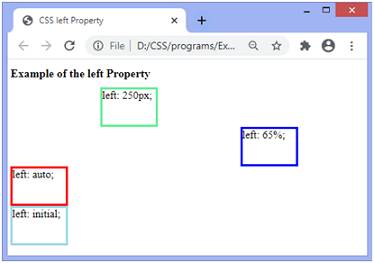 CSS left Property
File | D:/CSS/programs/Ex...
Example of the left Property
left: 250px;
left: 65%;
left: auto;
left: initial;